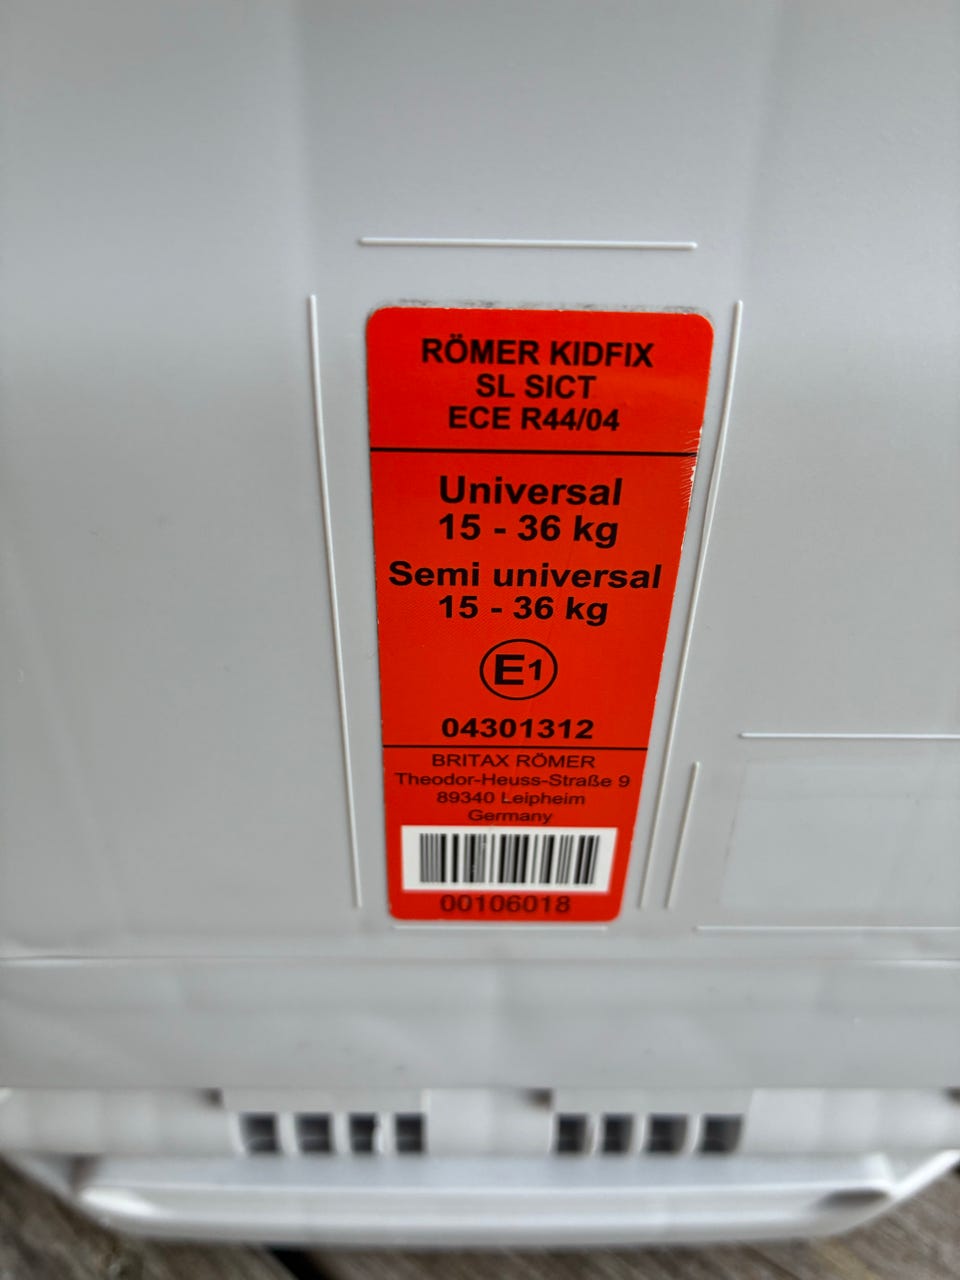 RÖMER KIDFIX
SL SICT
ECE R44/04
Universal
15 - 36 kg
Semi universal
15 - 36 kg
E1
04301312
BRITAX RÖMER
Theodor-Heuss-Straße 9
89340 Leipheim
Germany
00106018